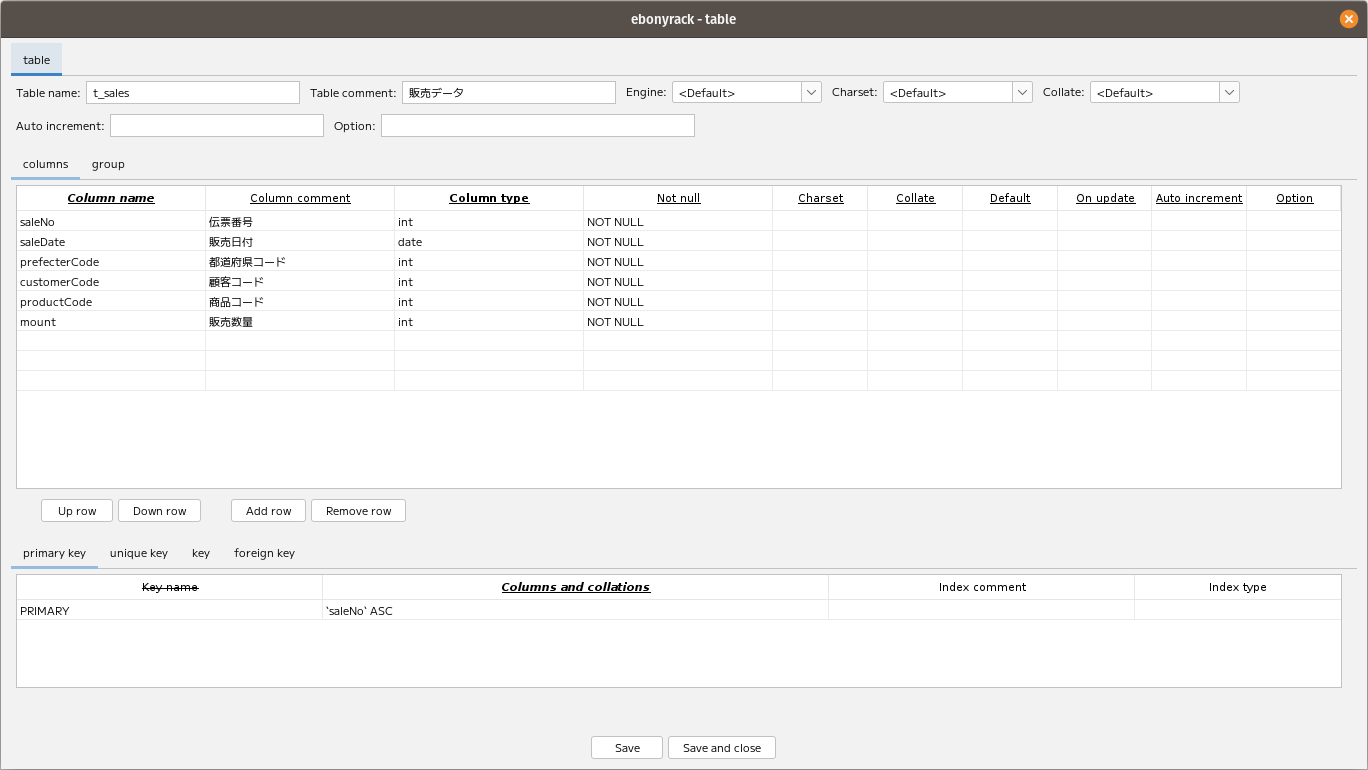 ebonyrack - table
table
Table name: t_sales Table comment: 販売データ Engine: <Default> Charset: <Default> Collate: <Default>
Auto increment: Option:
columns group
Column name Column comment Column type Not null Charset Collate Default On update Auto increment Option
saleNo 伝票番号 int NOT NULL
saleDate 販売日付 date NOT NULL
prefecterCode 都道府県コード int NOT NULL
customerCode 顧客コード int NOT NULL
productCode 商品コード int NOT NULL
mount 販売数量 int NOT NULL
Up row Down row Add row Remove row
primary key unique key key foreign key
Key name Columns and collations Index comment Index type
PRIMARY `saleNo` ASC
Save Save and close